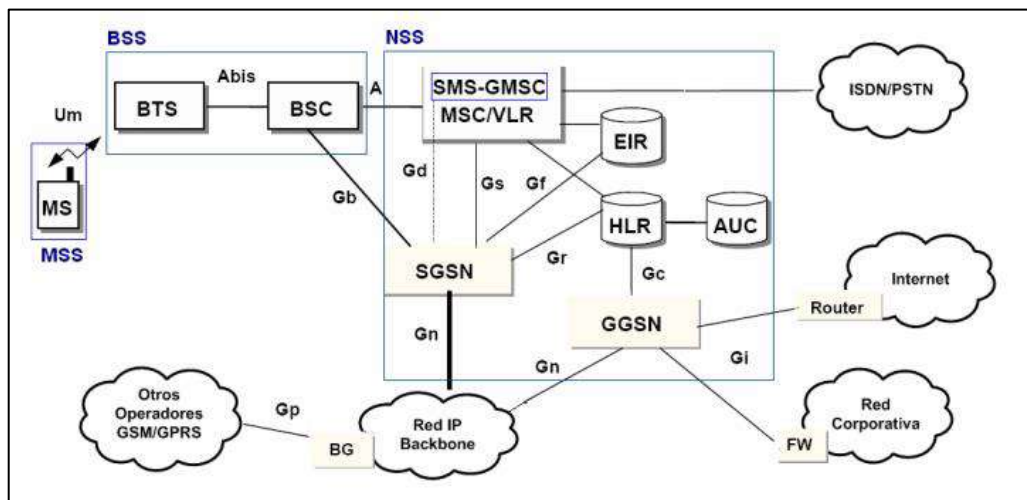 BSS
NSS
Abis
A
SMS-GMSC
MSC/VLR
BTS
BSC
ISDN/PSTN
Um
EIR
Gd
Gs
Gf
Gb
MS
HLR
AUC
MSS
Gr
SGSN
Gc
Internet
Router
GGSN
Gn
Gn
Gi
Otros
Operadores
GSM/GPRS
Gp
Red IP
Backbone
BG
Red
Corporativa
FW